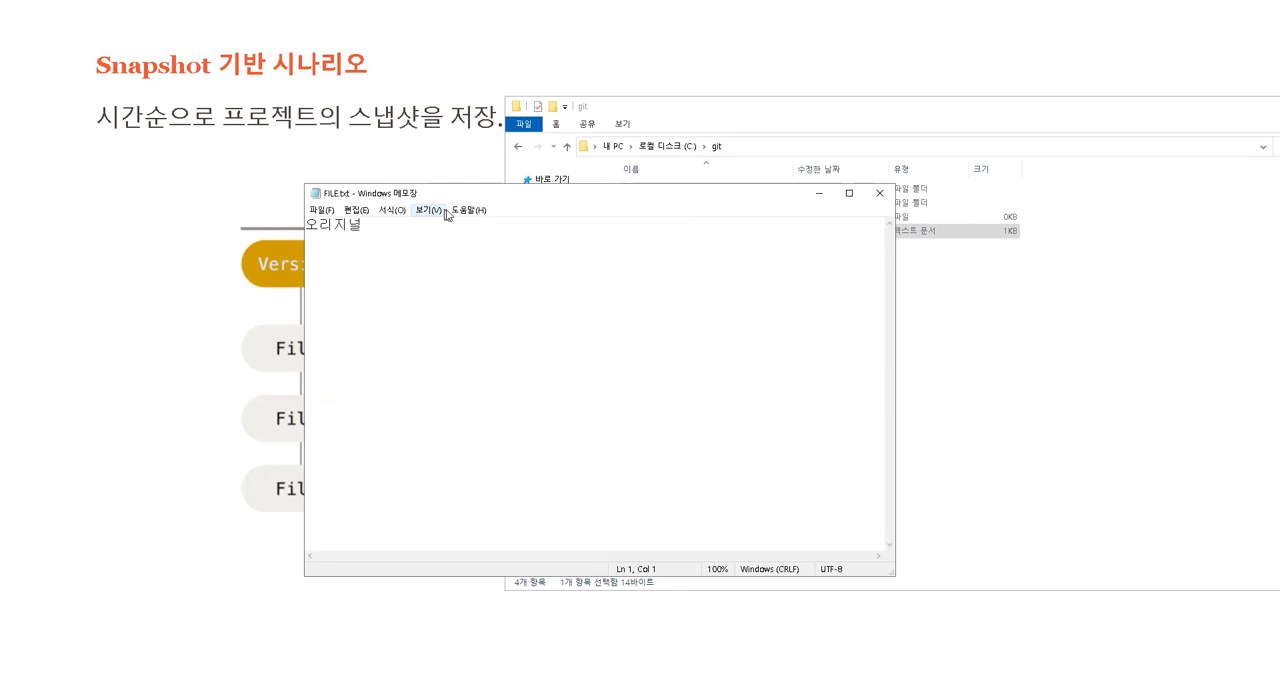 Snapshot 기반 시나리오
시간순으로 프로젝트의 스냅샷을 저장.
git
파일 홈 공유 보기
내 PC 로컬 디스크 (C:) git
이름 수정한 날짜 유형 크기
바로 가기
파일 폴더
파일 폴더
파일 0KB
텍스트 문서 1KB
FILE.txt - Windows 메모장
파일(F) 편집(E) 서식(O) 보기(V) 도움말(H)
오리지널
Fil
Fil
Fil
Ln 1, Col 1 100% Windows (CRLF) UTF-8
4개 항목 1개 항목 선택함 14바이트